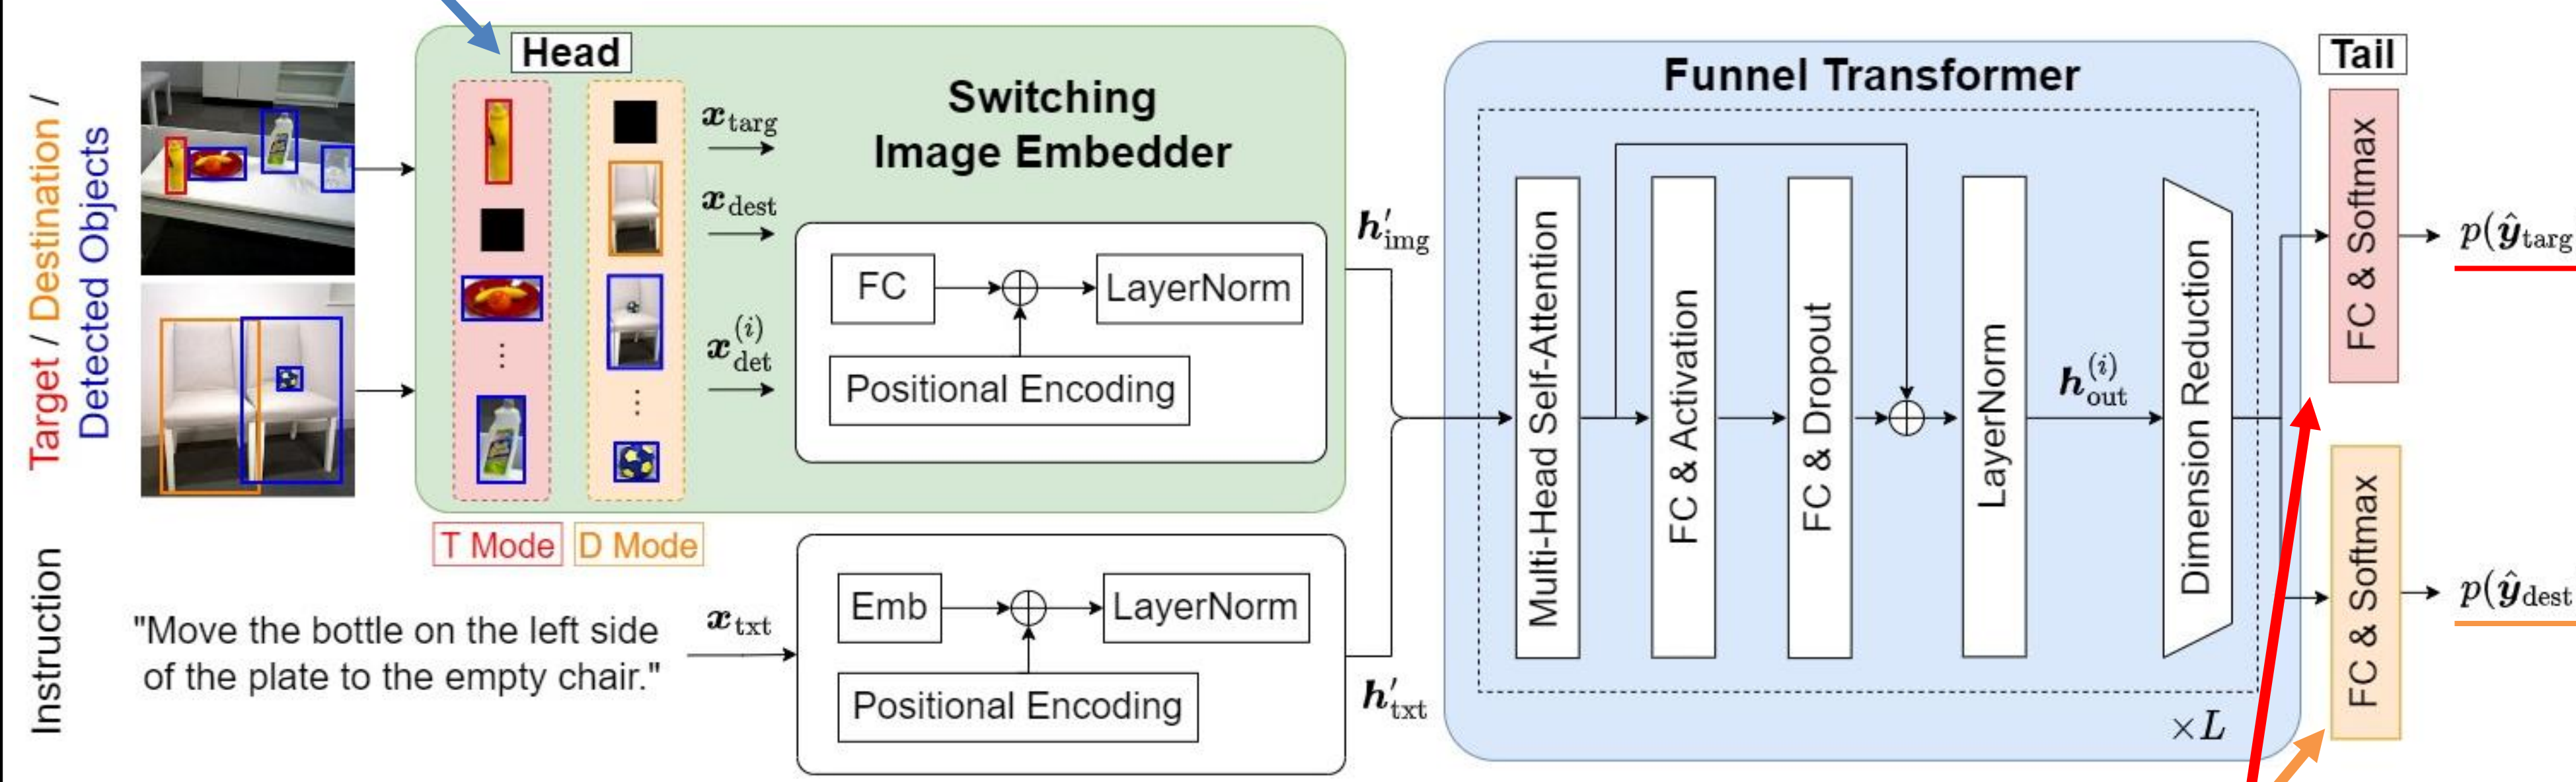 Target / Destination /
Detected Objects
Instruction
Head
T Mode
D Mode
x_targ
x_dest
x_det^(i)
Switching
Image Embedder
FC
⊕
LayerNorm
Positional Encoding
"Move the bottle on the left side
of the plate to the empty chair."
x_txt
Emb
⊕
LayerNorm
Positional Encoding
h'_img
h'_txt
Funnel Transformer
Multi-Head Self-Attention
FC & Activation
FC & Dropout
⊕
LayerNorm
h_out^(i)
Dimension Reduction
×L
Tail
FC & Softmax
p(ŷ_targ
FC & Softmax
p(ŷ_dest